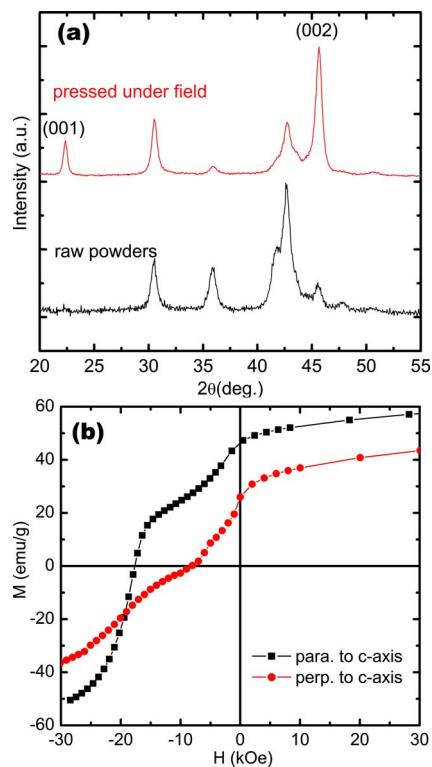 (a)
(002)
pressed under field
(001)
Intensity (a.u.)
raw powders
20 25 30 35 40 45 50 55
2θ(deg.)
(b)
60
40
20
0
-20
-40
-60
M (emu/g)
para. to c-axis
perp. to c-axis
-30 -20 -10 0 10 20 30
H (kOe)